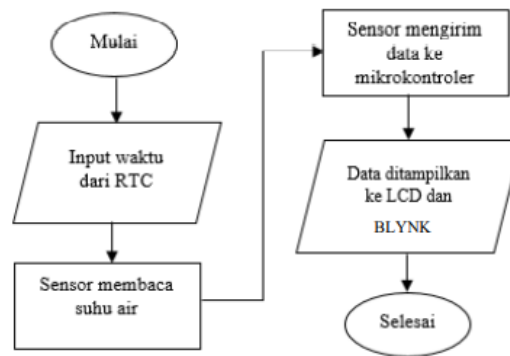 Mulai
Input waktu
dari RTC
Sensor membaca
suhu air
Sensor mengirim
data ke
mikrokontroler
Data ditampilkan
ke LCD dan
BLYNK
Selesai